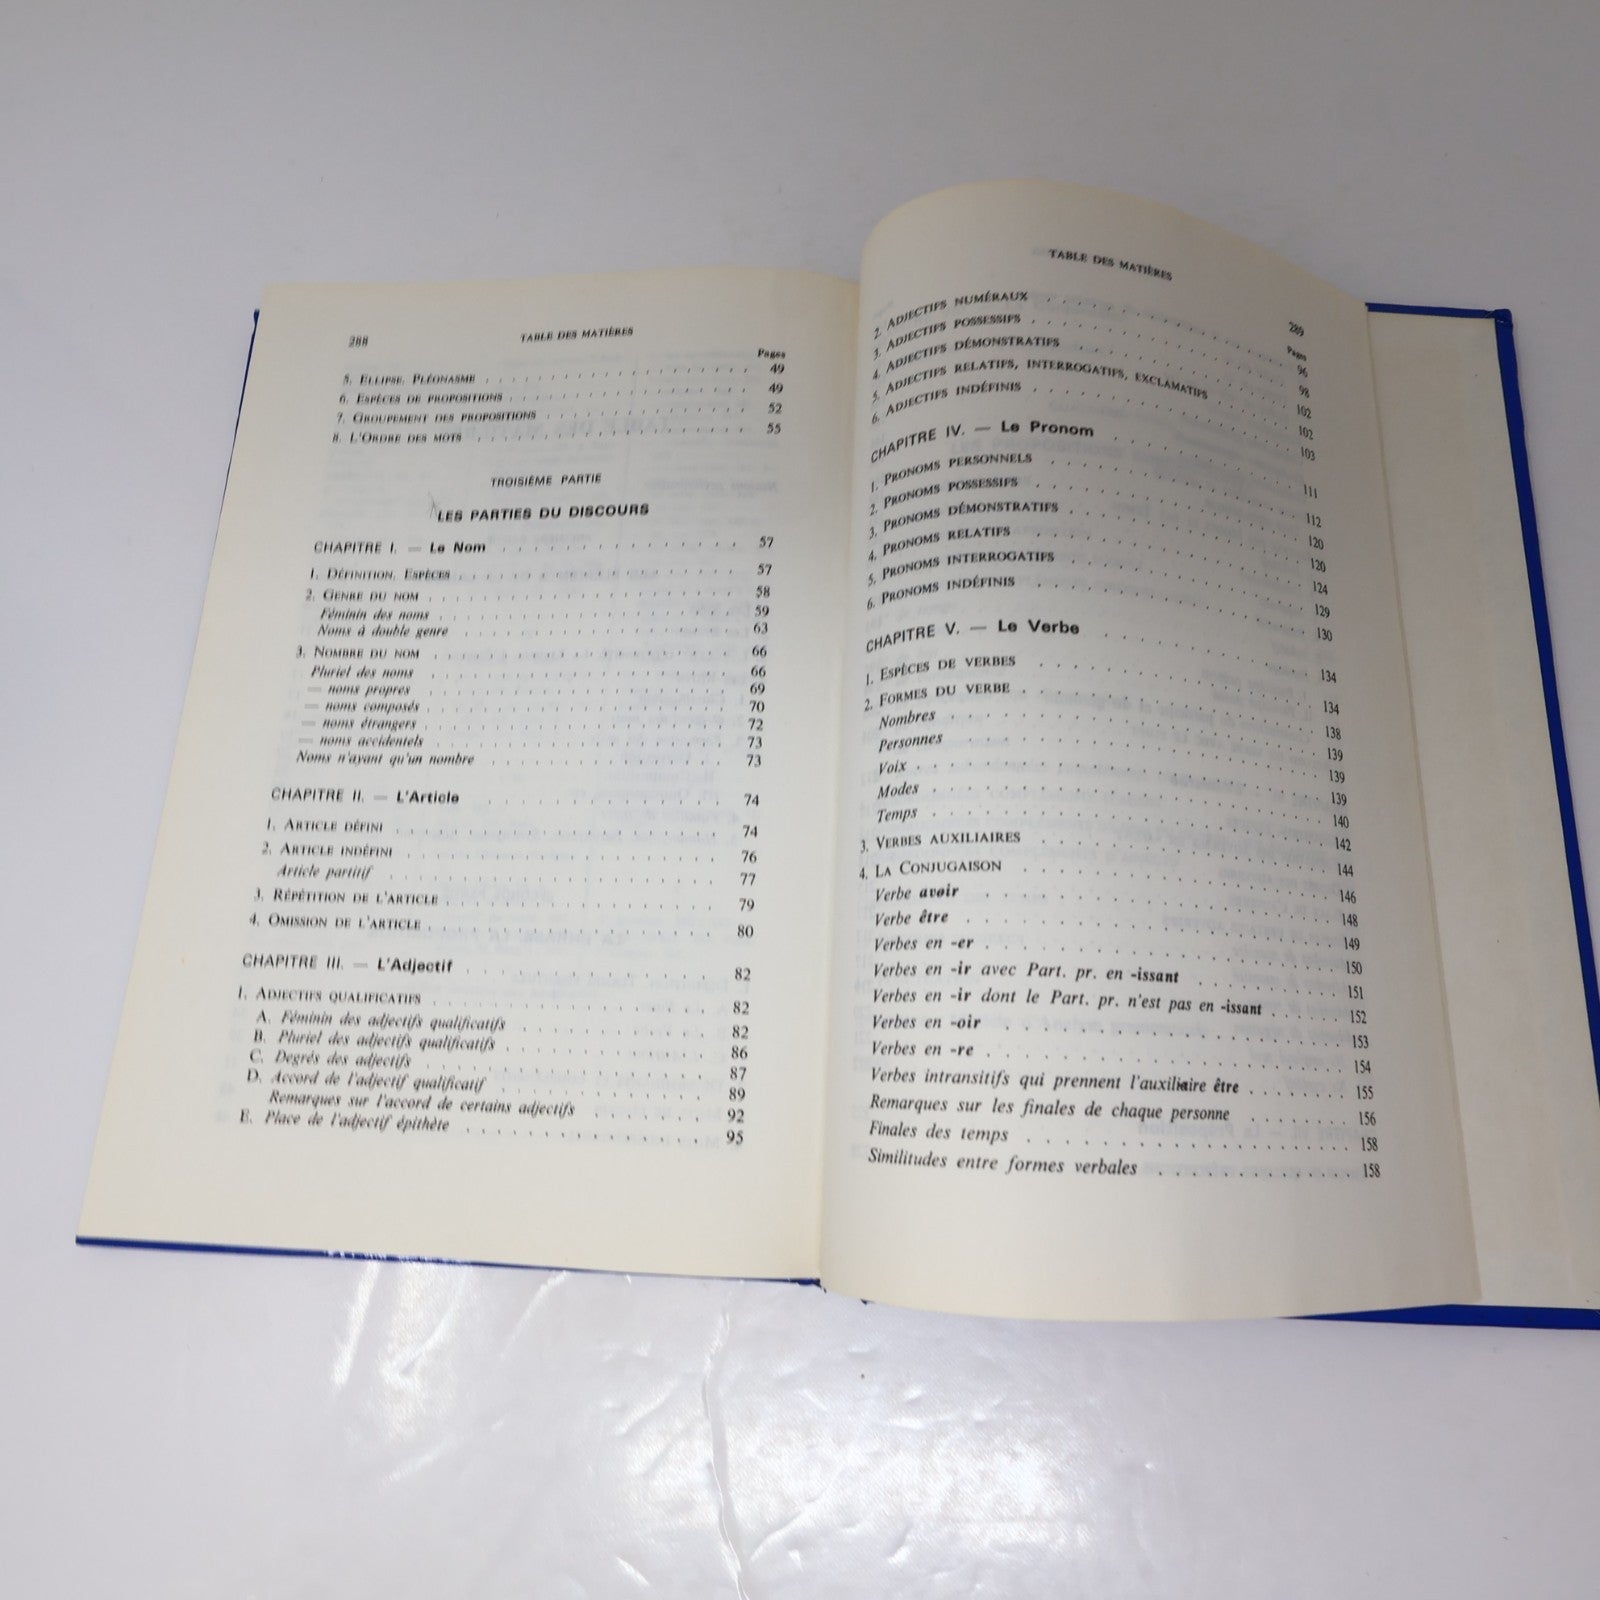 288 TABLE DES MATIÈRES
Pages
5. ELLIPSE, PLÉONASME 49
6. ESPÈCES DE PROPOSITIONS 49
7. GROUPEMENT DES PROPOSITIONS 52
8. L'ORDRE DES MOTS 55
TROISIÈME PARTIE
LES PARTIES DU DISCOURS
CHAPITRE I. — Le Nom 57
1. DÉFINITION, ESPÈCES 57
2. GENRE DU NOM 58
Féminin des noms 59
Noms à double genre 63
3. NOMBRE DU NOM 66
Pluriel des noms 66
— noms propres 69
— noms composés 70
— noms étrangers 72
— noms accidentels 73
Noms n'ayant qu'un nombre 73
CHAPITRE II. — L'Article 74
1. ARTICLE DÉFINI 74
2. ARTICLE INDÉFINI 76
Article partitif 77
3. RÉPÉTITION DE L'ARTICLE 79
4. OMISSION DE L'ARTICLE 80
CHAPITRE III. — L'Adjectif 82
1. ADJECTIFS QUALIFICATIFS 82
A. Féminin des adjectifs qualificatifs 82
B. Pluriel des adjectifs qualificatifs 86
C. Degrés des adjectifs 87
D. Accord de l'adjectif qualificatif 89
Remarques sur l'accord de certains adjectifs 92
E. Place de l'adjectif épithète 95
TABLE DES MATIÈRES 289
Pages
2. ADJECTIFS NUMÉRAUX 96
3. ADJECTIFS POSSESSIFS 98
4. ADJECTIFS DÉMONSTRATIFS 102
5. ADJECTIFS RELATIFS, INTERROGATIFS, EXCLAMATIFS 102
6. ADJECTIFS INDÉFINIS 103
CHAPITRE IV. — Le Pronom 111
1. PRONOMS PERSONNELS 112
2. PRONOMS POSSESSIFS 120
3. PRONOMS DÉMONSTRATIFS 120
4. PRONOMS RELATIFS 124
5. PRONOMS INTERROGATIFS 129
6. PRONOMS INDÉFINIS 130
CHAPITRE V. — Le Verbe 134
1. ESPÈCES DE VERBES 134
2. FORMES DU VERBE 138
Nombres 139
Personnes 139
Voix 139
Modes 140
Temps 142
3. VERBES AUXILIAIRES 144
4. LA CONJUGAISON 146
Verbe avoir 148
Verbe être 149
Verbes en -er 150
Verbes en -ir avec Part. pr. en -issant 151
Verbes en -ir dont le Part. pr. n'est pas en -issant 152
Verbes en -oir 153
Verbes en -re 154
Verbes intransitifs qui prennent l'auxiliaire être 155
Remarques sur les finales de chaque personne 156
Finales des temps 158
Similitudes entre formes verbales 158